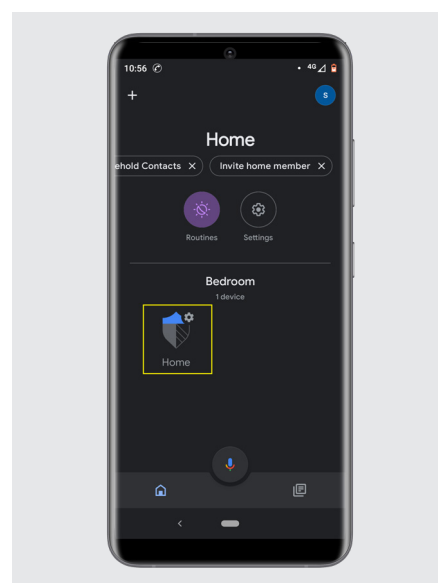 10:56
4G
+
S
Home
ehold Contacts X
Invite home member X
Routines
Settings
Bedroom
1 device
Home